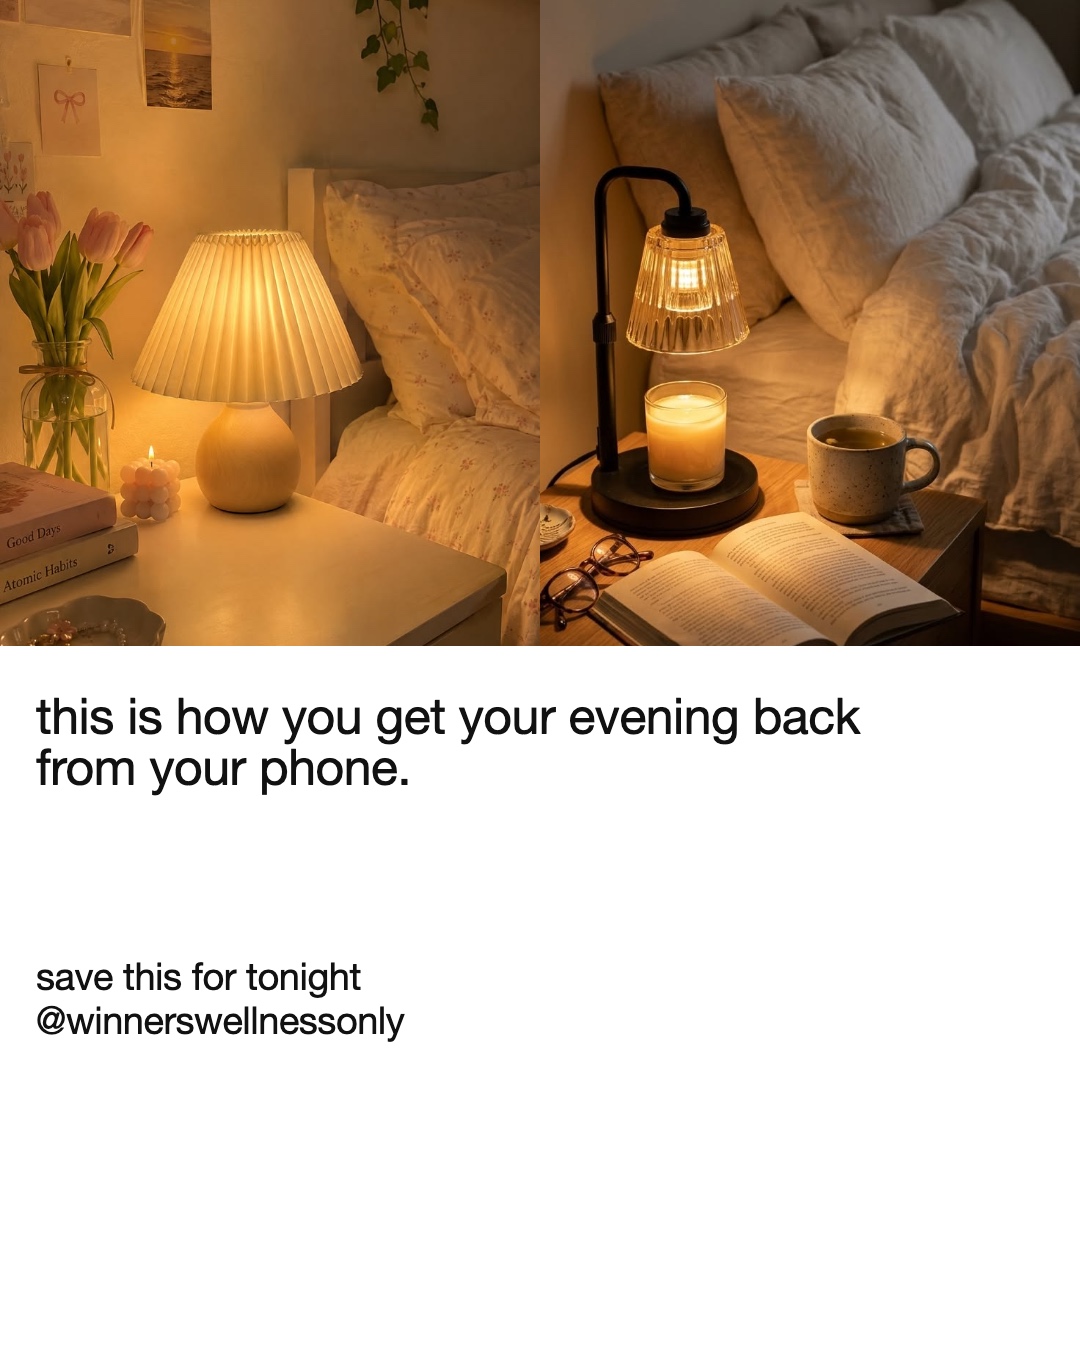 Good Days
Atomic Habits
this is how you get your evening back
from your phone.
save this for tonight
@winnerswellnessonly